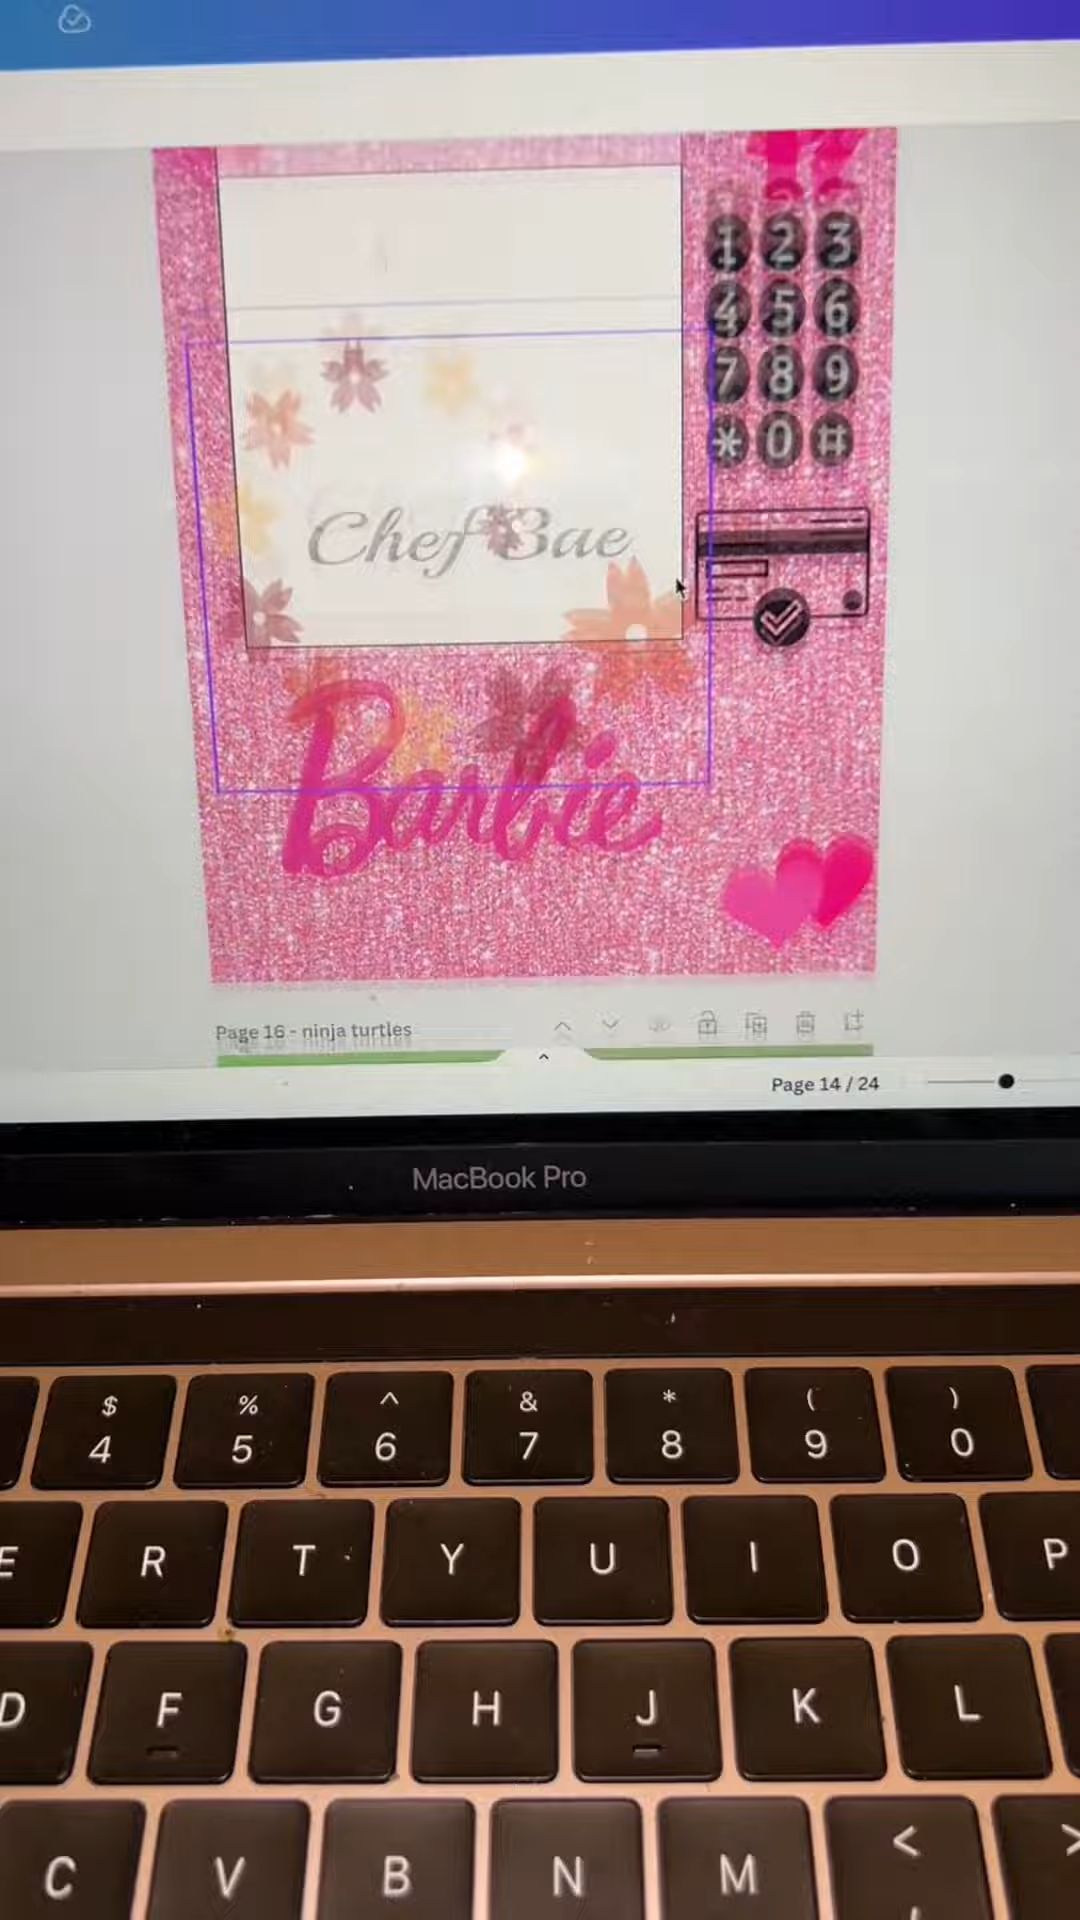 1 2 3
4 5 6
7 8 9
* 0 #
Chef Bae
Barbie
Page 16 - ninja turtles
Page 14 / 24
MacBook Pro
$ % ^ & * ( )
4 5 6 7 8 9 0
E R T Y U I O P
D F G H J K L
C V B N M < >
,